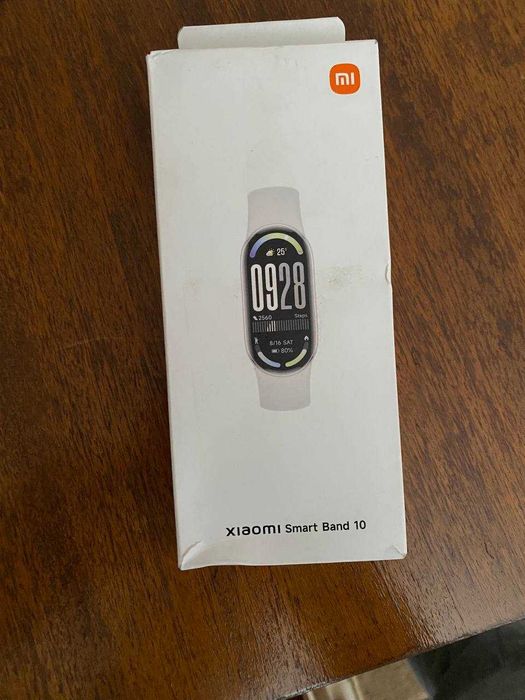 mi
25°
0928
2560 Steps
8/16 SAT
80%
xiaomi Smart Band 10